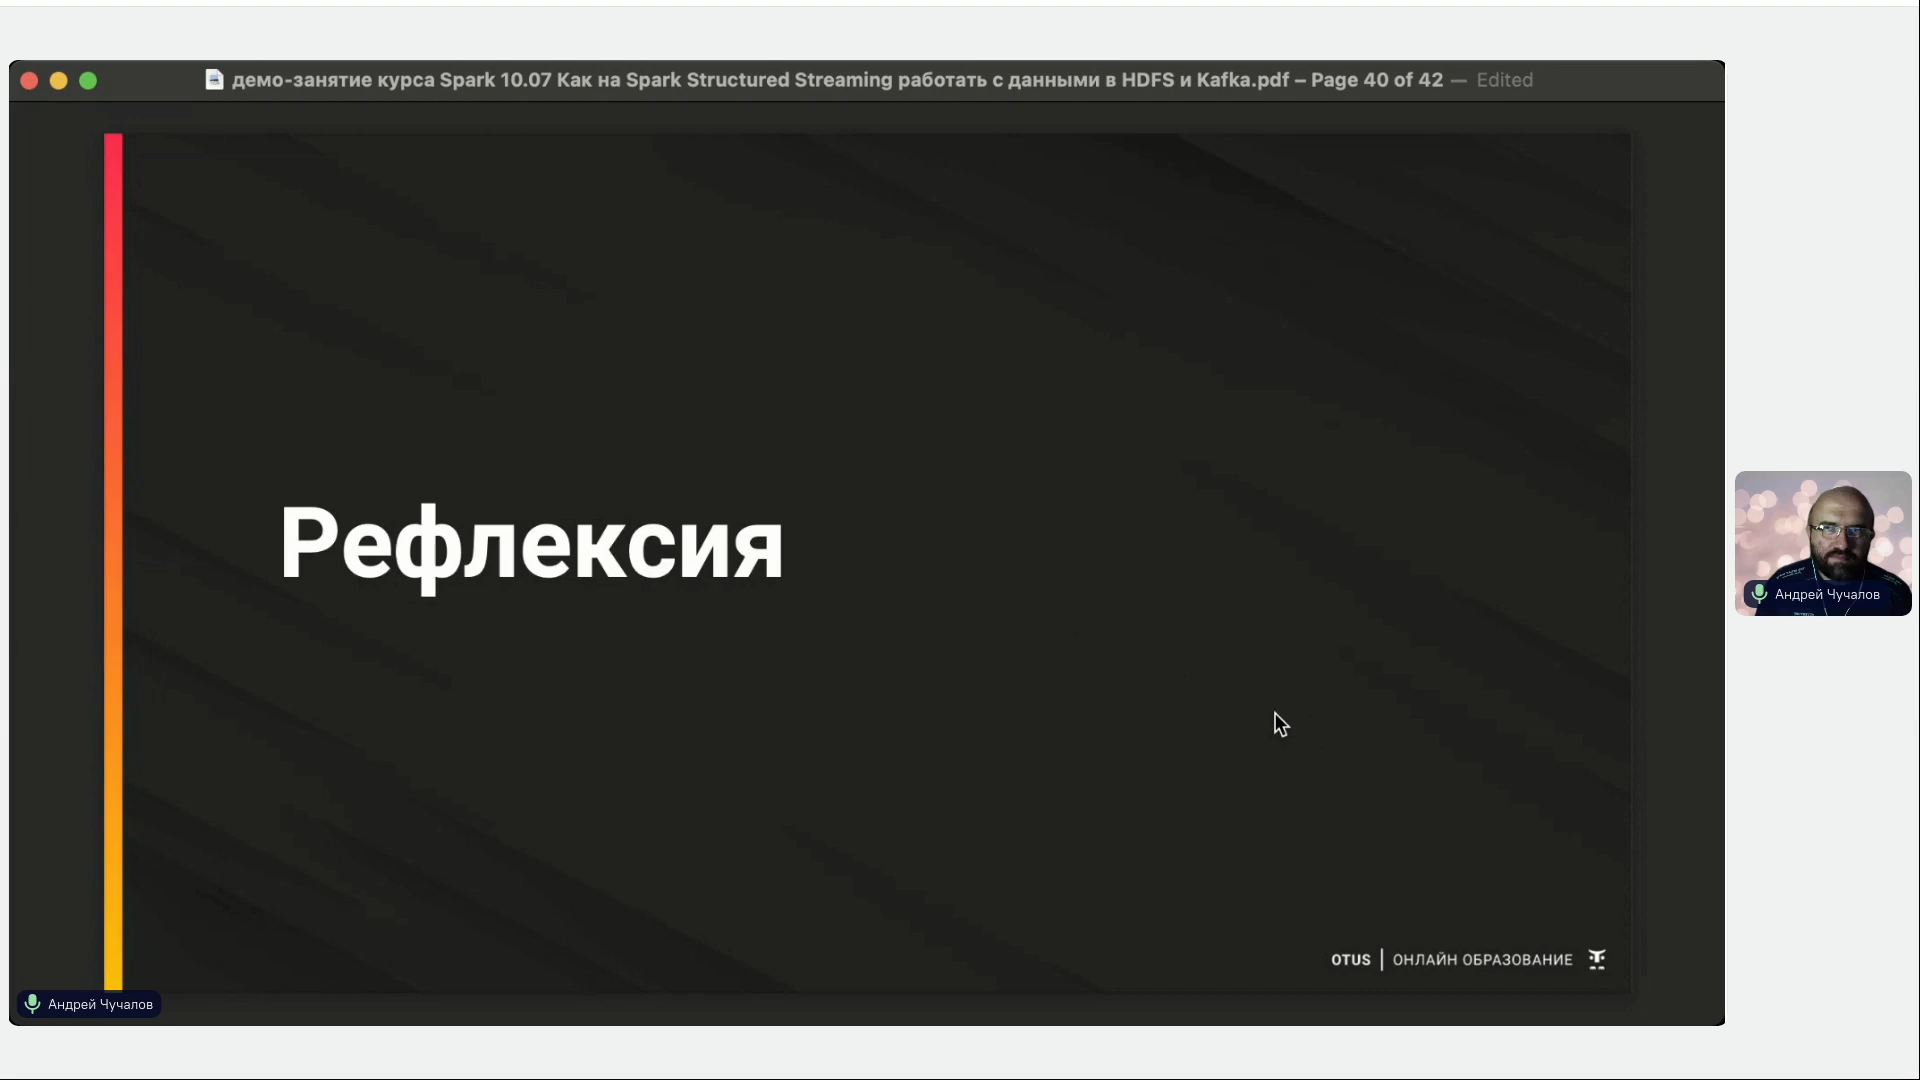 демо-занятие курса Spark 10.07 Как на Spark Structured Streaming работать с данными в HDFS и Kafka.pdf – Page 40 of 42 — Edited
Рефлексия
Андрей Чучалов
OTUS | ОНЛАЙН ОБРАЗОВАНИЕ
Андрей Чучалов